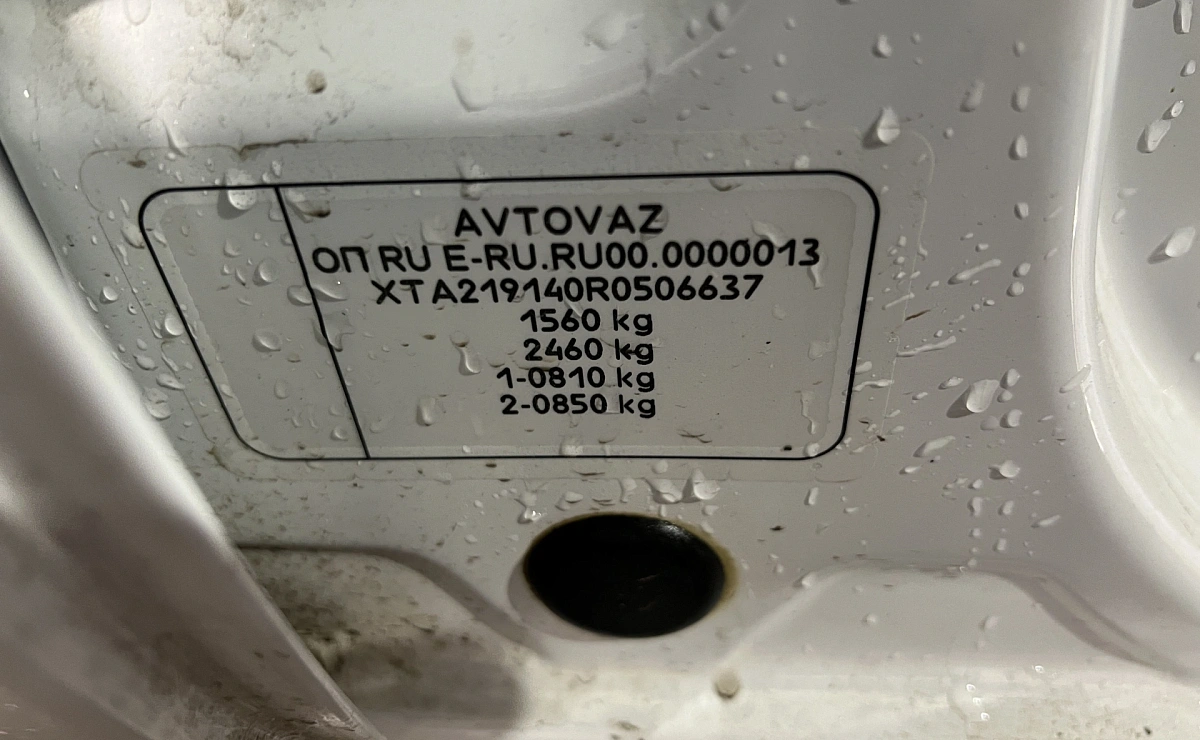 AVTOVAZ
ОП RU E-RU.RU00.0000013
XTA219140R0506637
1560 kg
2460 kg
1-0810 kg
2-0850 kg